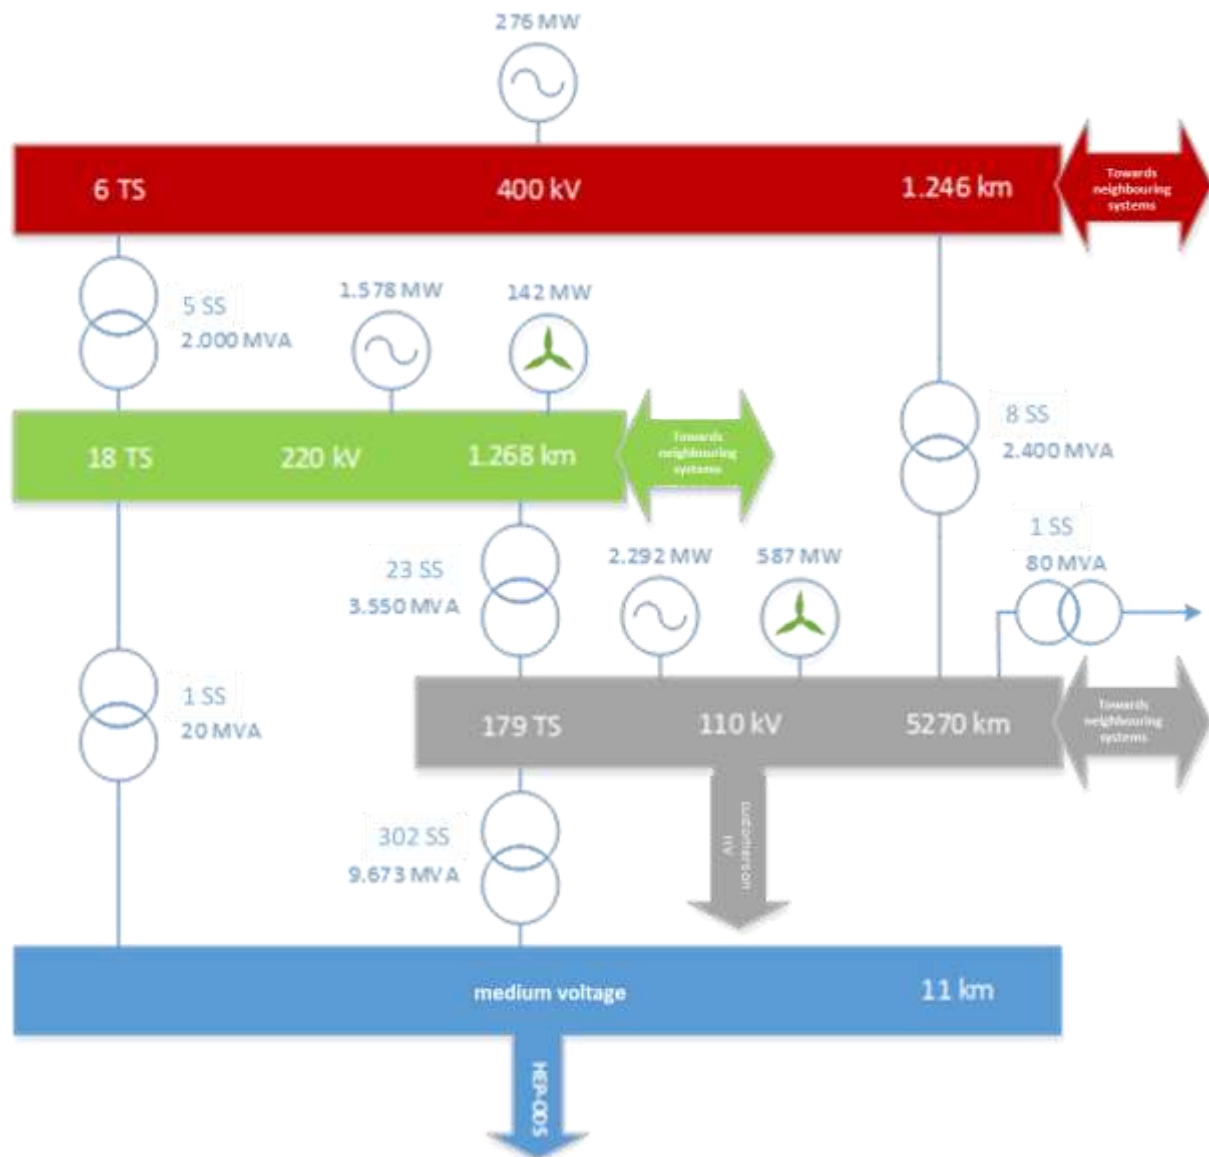 276 MW
6 TS
400 kV
1.246 km
Towards
neighbouring
systems
5 SS
2.000 MVA
1.578 MW
142 MW
8 SS
2.400 MVA
18 TS
220 kV
1.268 km
Towards
neighbouring
systems
23 SS
3.550 MVA
2.292 MW
587 MW
1 SS
80 MVA
1 SS
20 MVA
179 TS
110 kV
5270 km
Towards
neighbouring
systems
302 SS
9.673 MVA
customerson
HV
medium voltage
11 km
HEP-ODS